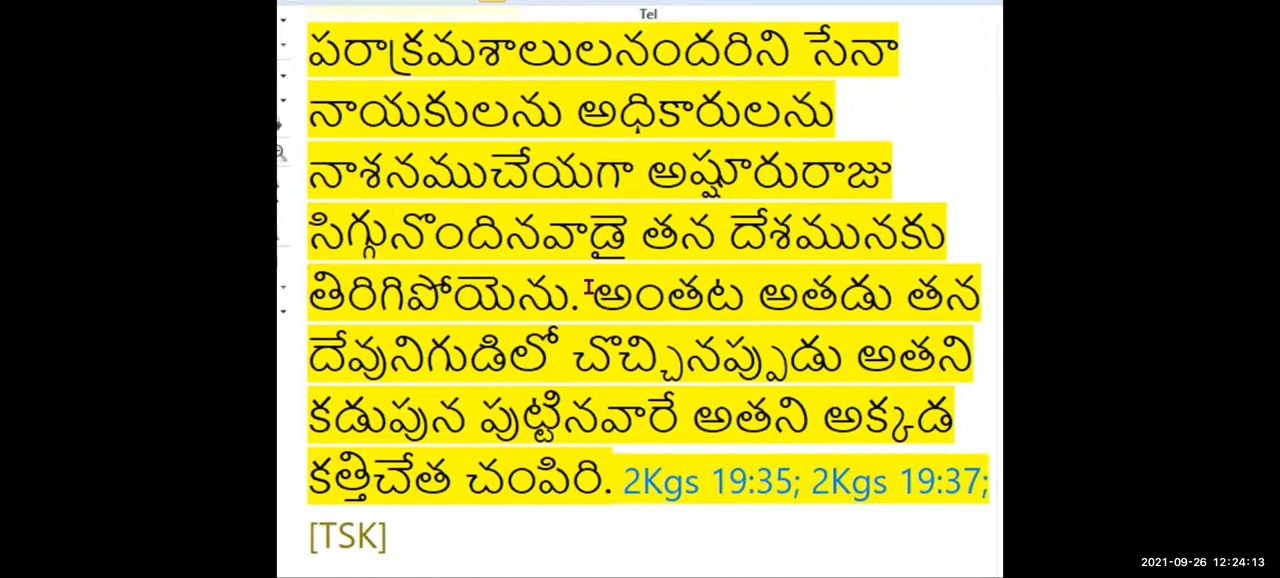 Tel
పరాక్రమశాలులనందరిని సేనా
నాయకులను అధికారులను
నాశనముచేయగా అష్షూరురాజు
సిగ్గునొందినవాడై తన దేశమునకు
తిరిగిపోయెను. అంతట అతడు తన
దేవునిగుడిలో చొచ్చినప్పుడు అతని
కడుపున పుట్టినవారే అతని అక్కడ
కత్తిచేత చంపిరి. 2Kgs 19:35; 2Kgs 19:37;
[TSK]
2021-09-26 12:24:13